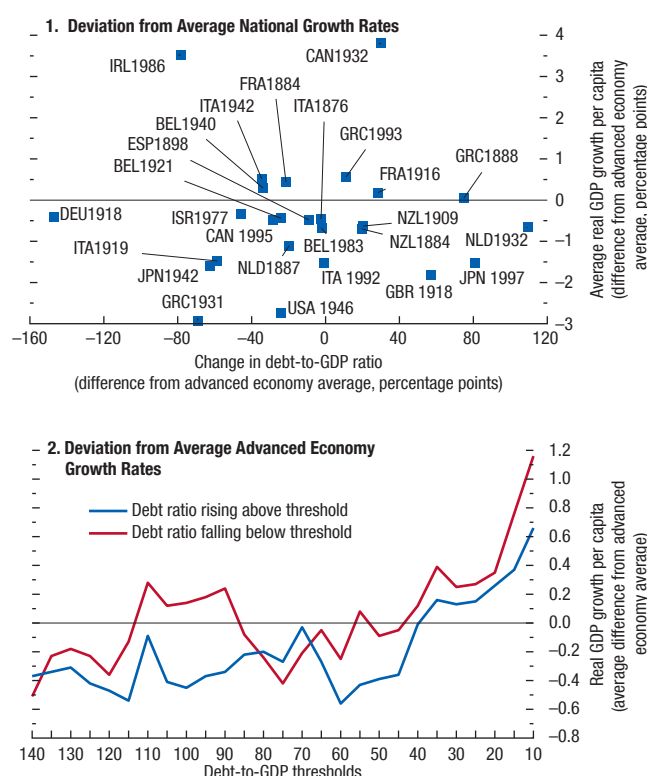 1. Deviation from Average National Growth Rates
4
3
2
1
0
−1
−2
−3
IRL1986
CAN1932
FRA1884
ITA1942
ITA1876
BEL1940
ESP1898
BEL1921
GRC1993
FRA1916
GRC1888
DEU1918
ISR1977
CAN 1995
BEL1983
NZL1909
NZL1884
NLD1932
ITA1919
NLD1887
JPN1942
ITA 1992
GBR 1918
JPN 1997
GRC1931
USA 1946
−160
−120
−80
−40
0
40
80
120
Change in debt-to-GDP ratio
(difference from advanced economy average, percentage points)
Average real GDP growth per capita
(difference from advanced economy
average, percentage points)
2. Deviation from Average Advanced Economy
Growth Rates
Debt ratio rising above threshold
Debt ratio falling below threshold
1.2
1.0
0.8
0.6
0.4
0.2
0.0
−0.2
−0.4
−0.6
−0.8
140 130 120 110 100 90 80 70 60 50 40 30 20 10
Debt-to-GDP thresholds
Real GDP growth per capita
(average difference from advanced
economy average)